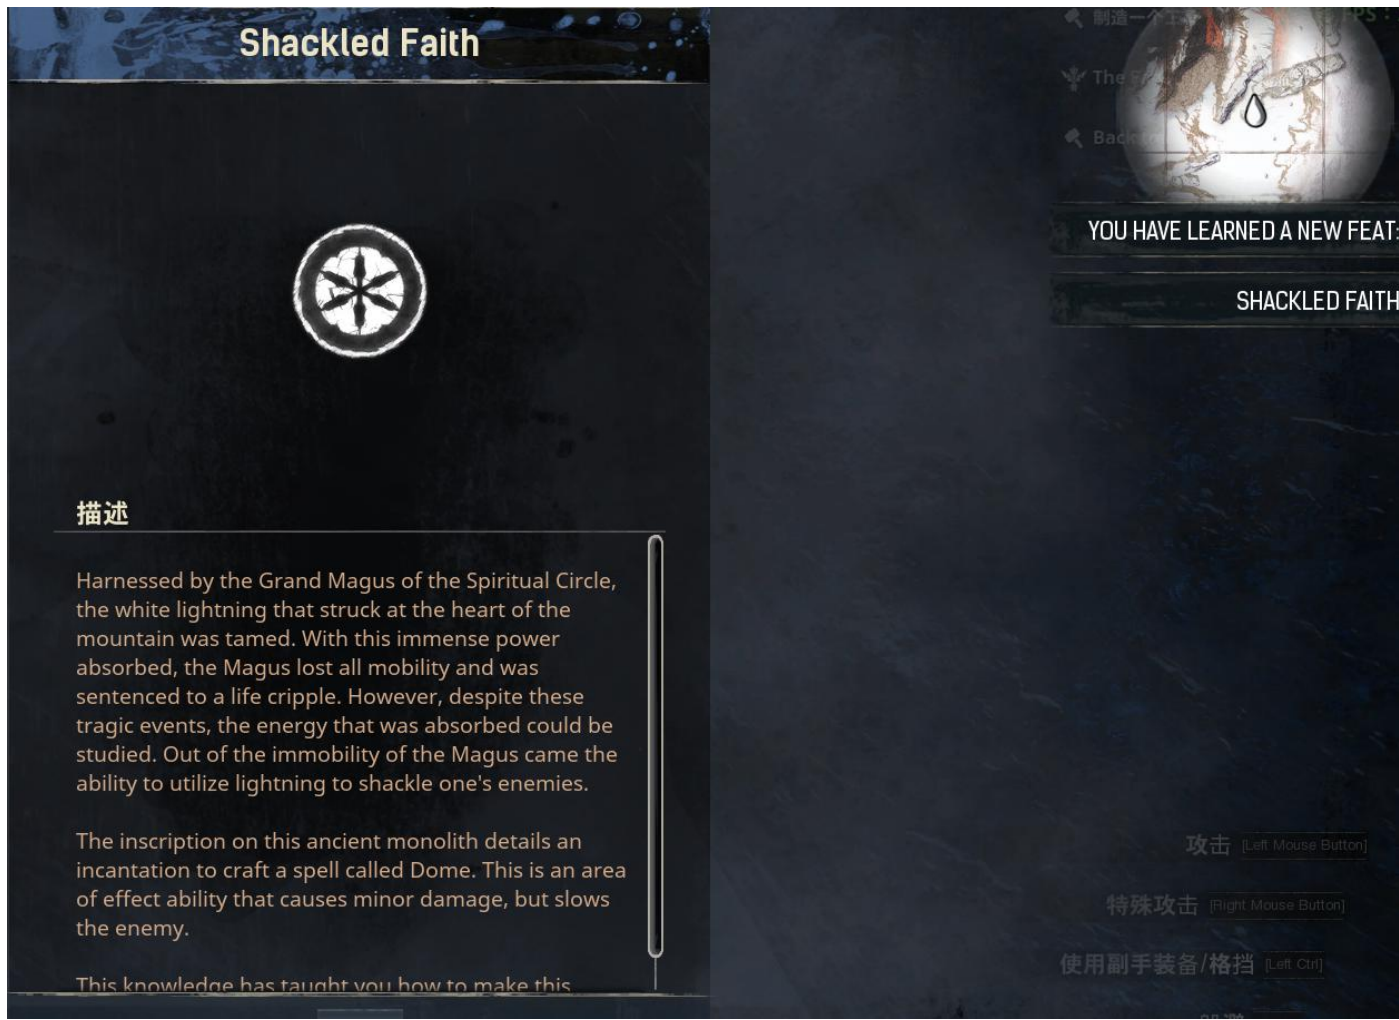 Shackled Faith
描述
Harnessed by the Grand Magus of the Spiritual Circle,
the white lightning that struck at the heart of the
mountain was tamed. With this immense power
absorbed, the Magus lost all mobility and was
sentenced to a life cripple. However, despite these
tragic events, the energy that was absorbed could be
studied. Out of the immobility of the Magus came the
ability to utilize lightning to shackle one's enemies.
The inscription on this ancient monolith details an
incantation to craft a spell called Dome. This is an area
of effect ability that causes minor damage, but slows
the enemy.
This knowledge has taught you how to make this
制造一个
FPS
The
YOU HAVE LEARNED A NEW FEAT:
SHACKLED FAITH
攻击 [Left Mouse Button]
特殊攻击 [Right Mouse Button]
使用副手装备/格挡 [Left Ctrl]